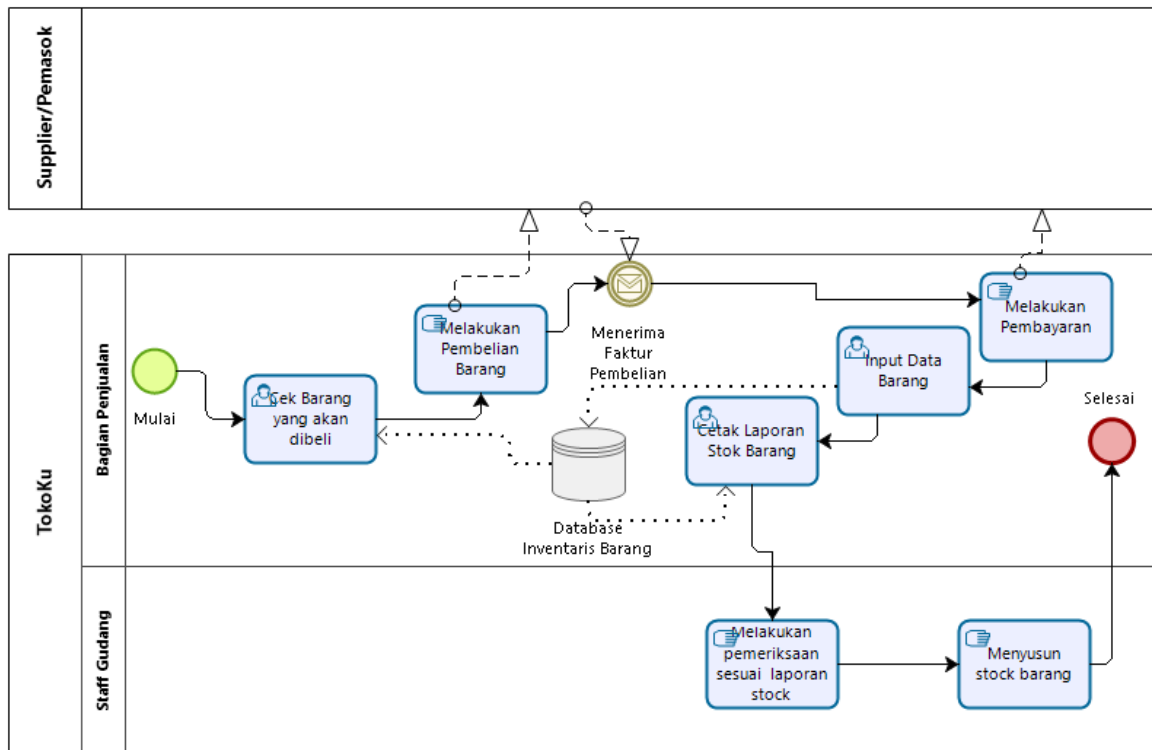 Supplier/Pemasok
TokoKu
Bagian Penjualan
Mulai
Cek Barang
yang akan
dibeli
Melakukan
Pembelian
Barang
Menerima
Faktur
Pembelian
Melakukan
Pembayaran
Input Data
Barang
Cetak Laporan
Stok Barang
Database
Inventaris Barang
Selesai
Staff Gudang
Melakukan
pemeriksaan
sesuai laporan
stock
Menyusun
stock barang